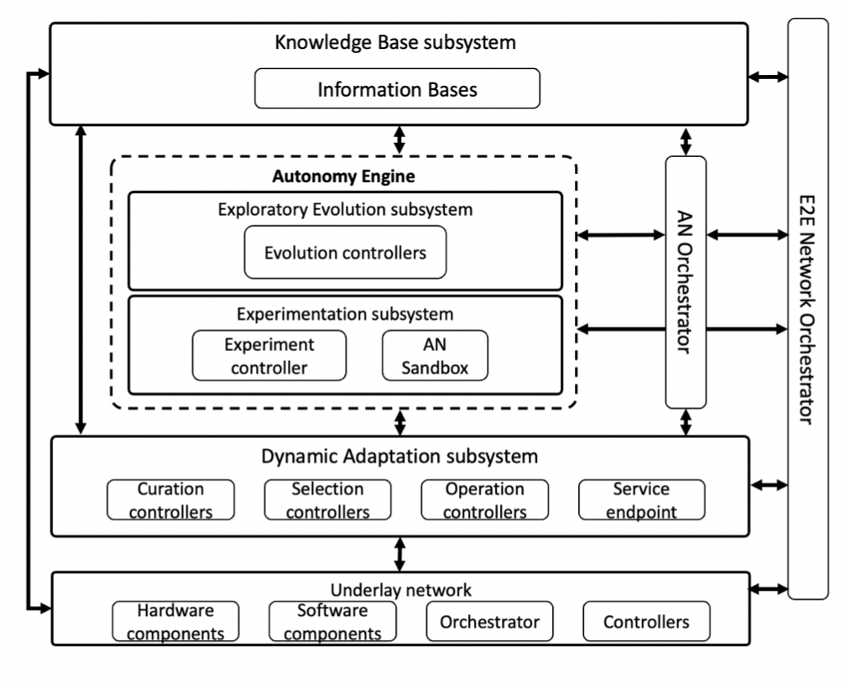 Knowledge Base subsystem
Information Bases
Autonomy Engine
Exploratory Evolution subsystem
Evolution controllers
Experimentation subsystem
Experiment
controller
AN
Sandbox
AN Orchestrator
E2E Network Orchestrator
Dynamic Adaptation subsystem
Curation
controllers
Selection
controllers
Operation
controllers
Service
endpoint
Underlay network
Hardware
components
Software
components
Orchestrator
Controllers